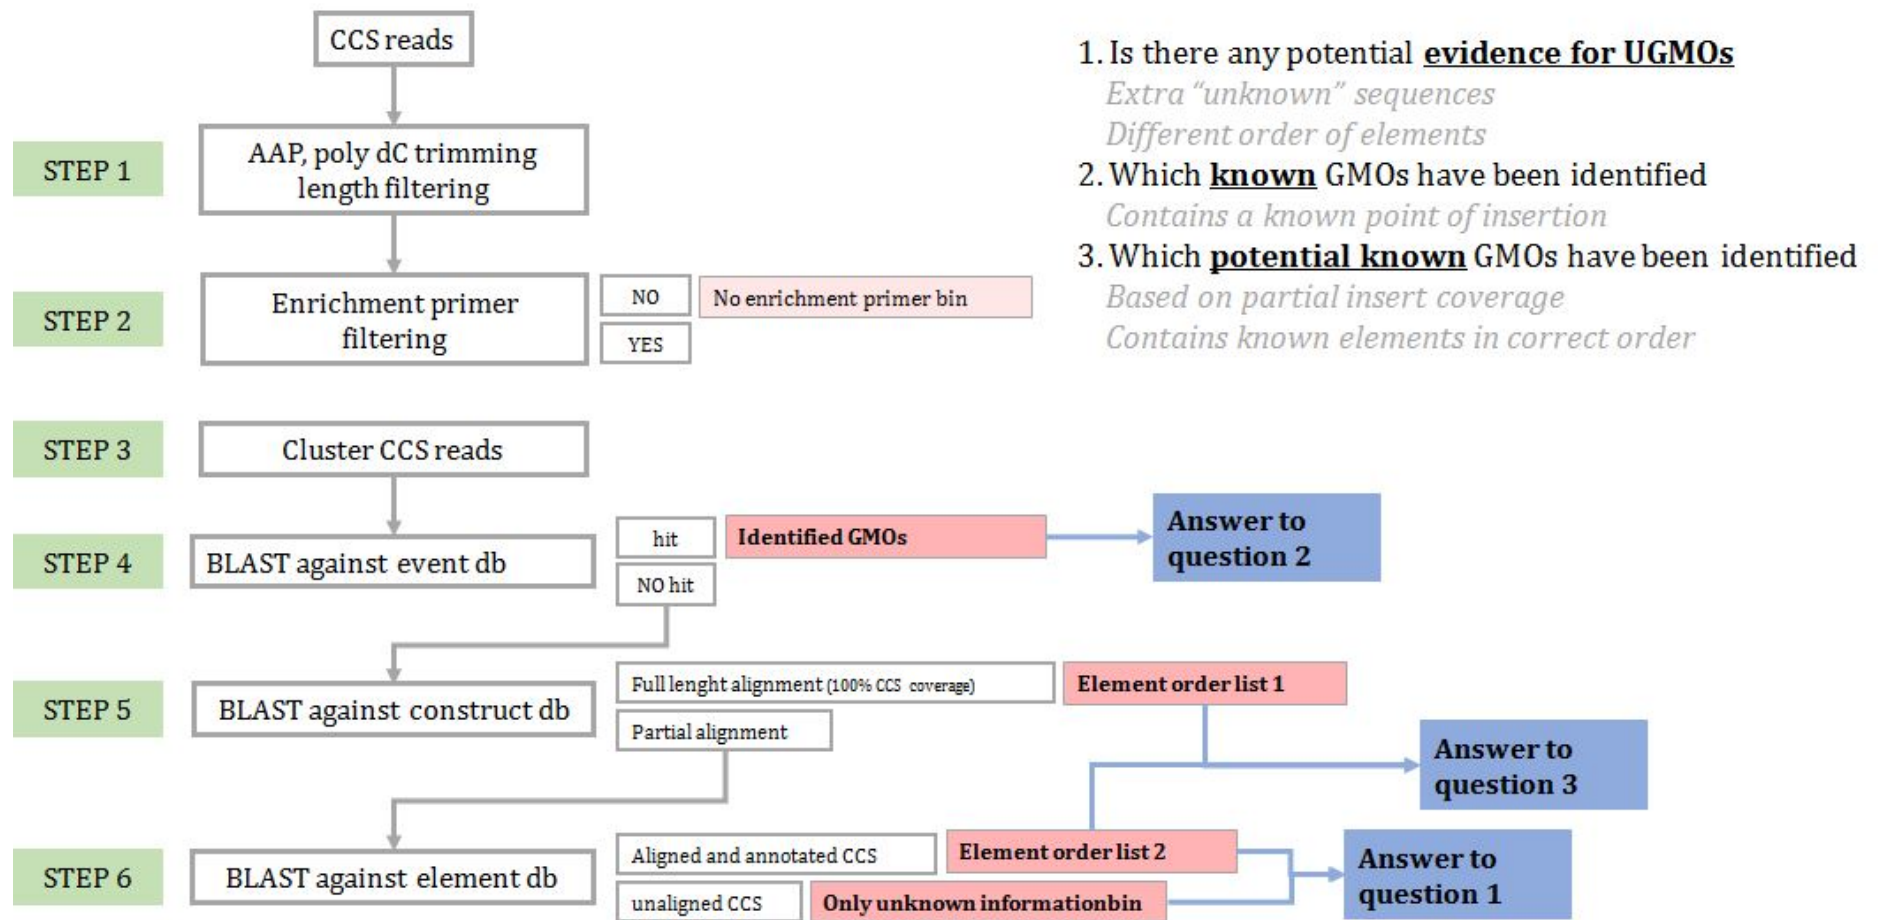 CCS reads
1. Is there any potential evidence for UGMOs
Extra “unknown” sequences
Different order of elements
2. Which known GMOs have been identified
Contains a known point of insertion
3. Which potential known GMOs have been identified
Based on partial insert coverage
Contains known elements in correct order
STEP 1
AAP, poly dC trimming
length filtering
STEP 2
Enrichment primer
filtering
NO
No enrichment primer bin
YES
STEP 3
Cluster CCS reads
STEP 4
BLAST against event db
hit
Identified GMOs
Answer to
question 2
NO hit
STEP 5
BLAST against construct db
Full lenght alignment (100% CCS coverage)
Element order list 1
Partial alignment
Answer to
question 3
STEP 6
BLAST against element db
Aligned and annotated CCS
Element order list 2
unaligned CCS
Only unknown informationbin
Answer to
question 1